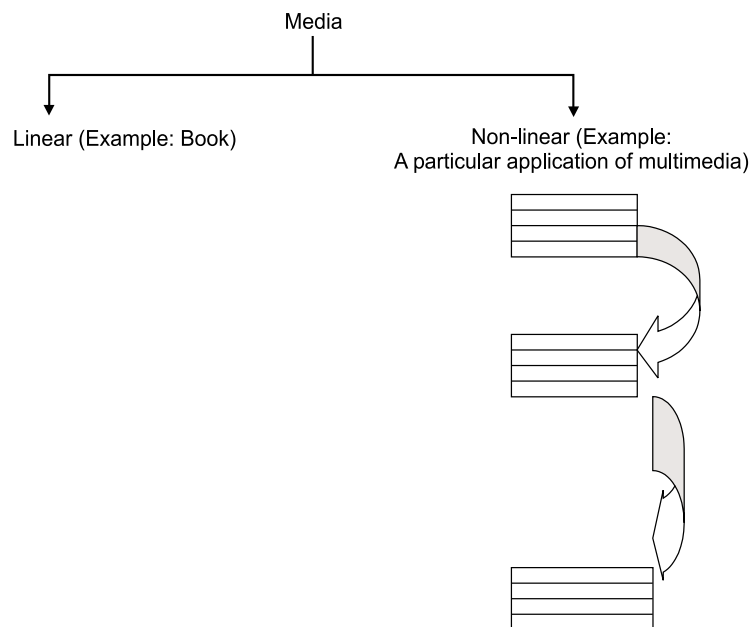 Media
Linear (Example: Book)
Non-linear (Example:
A particular application of multimedia)